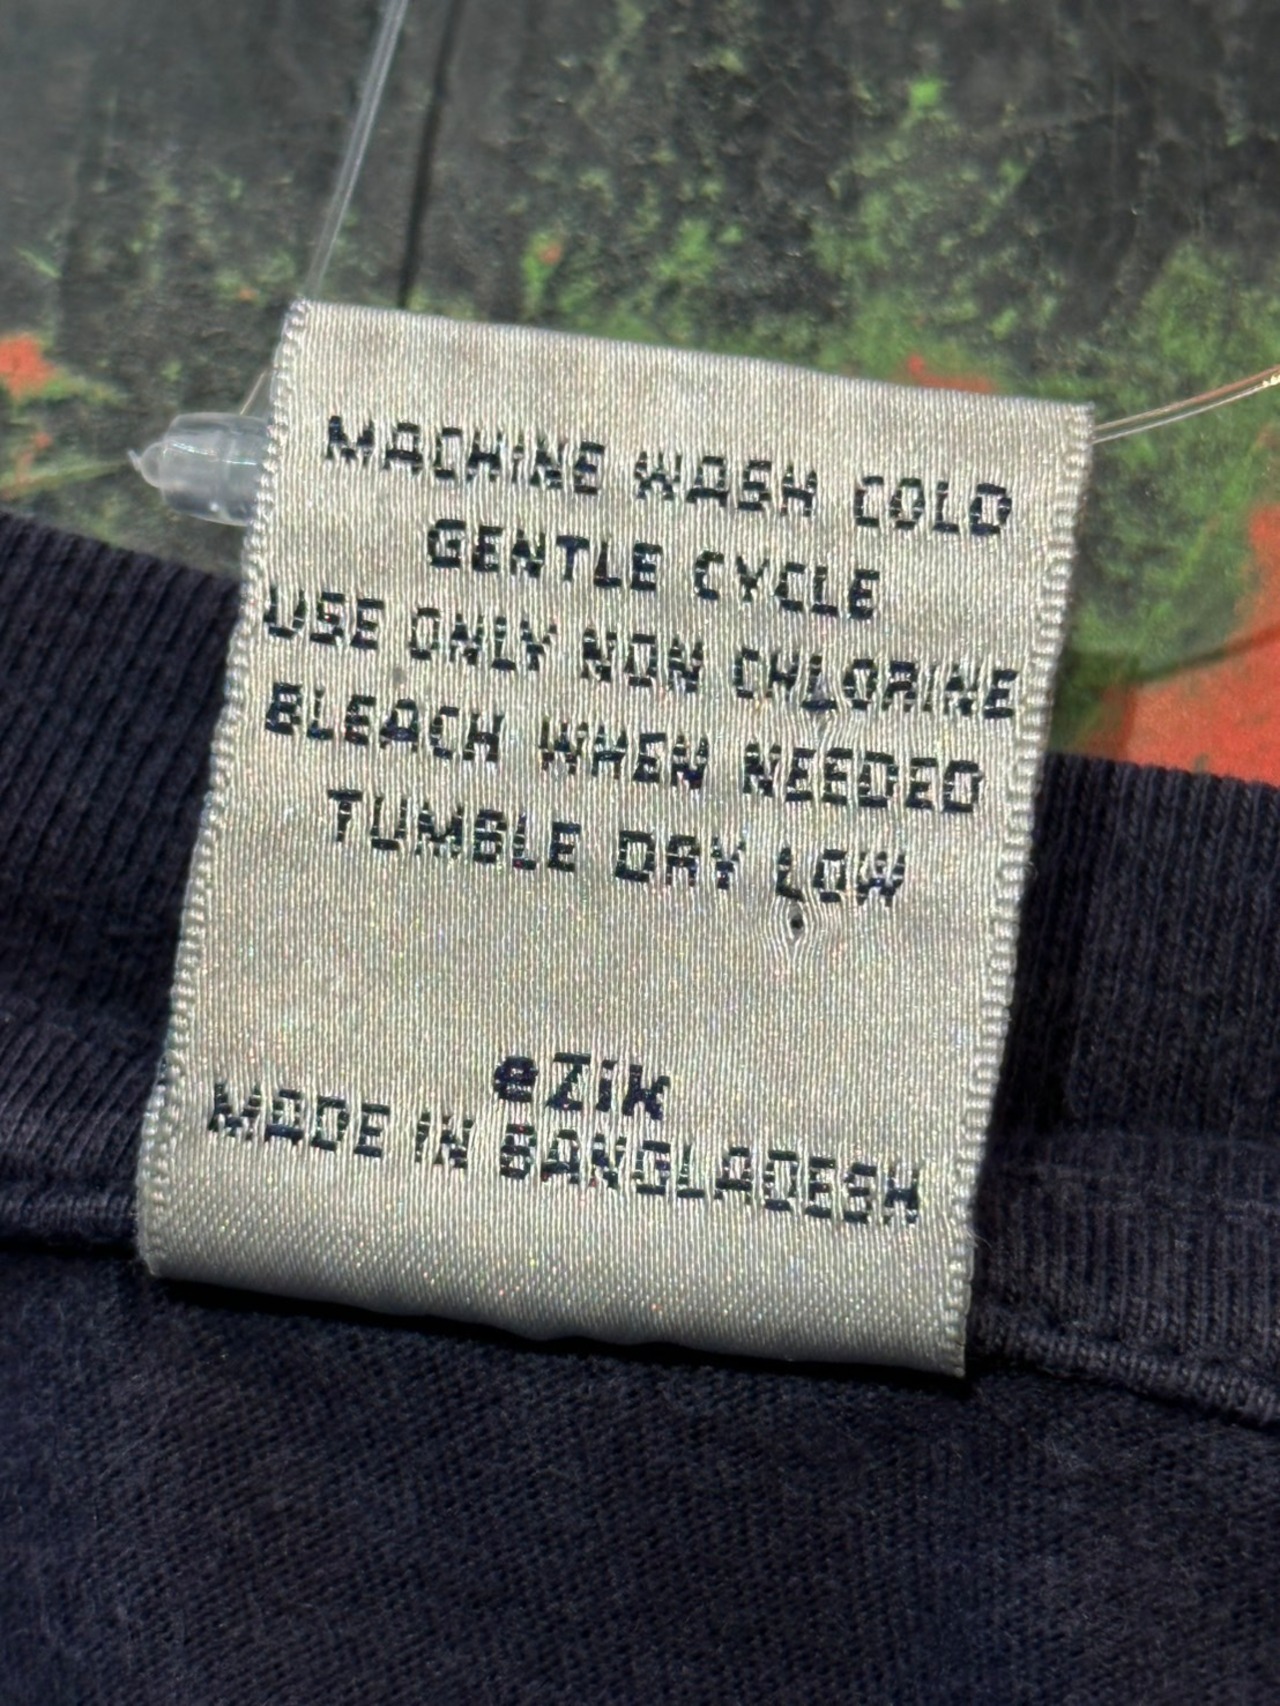 MACHINE WASH COLD
GENTLE CYCLE
USE ONLY NON CHLORINE
BLEACH WHEN NEEDED
TUMBLE DRY LOW
eZik
MADE IN BANGLADESH